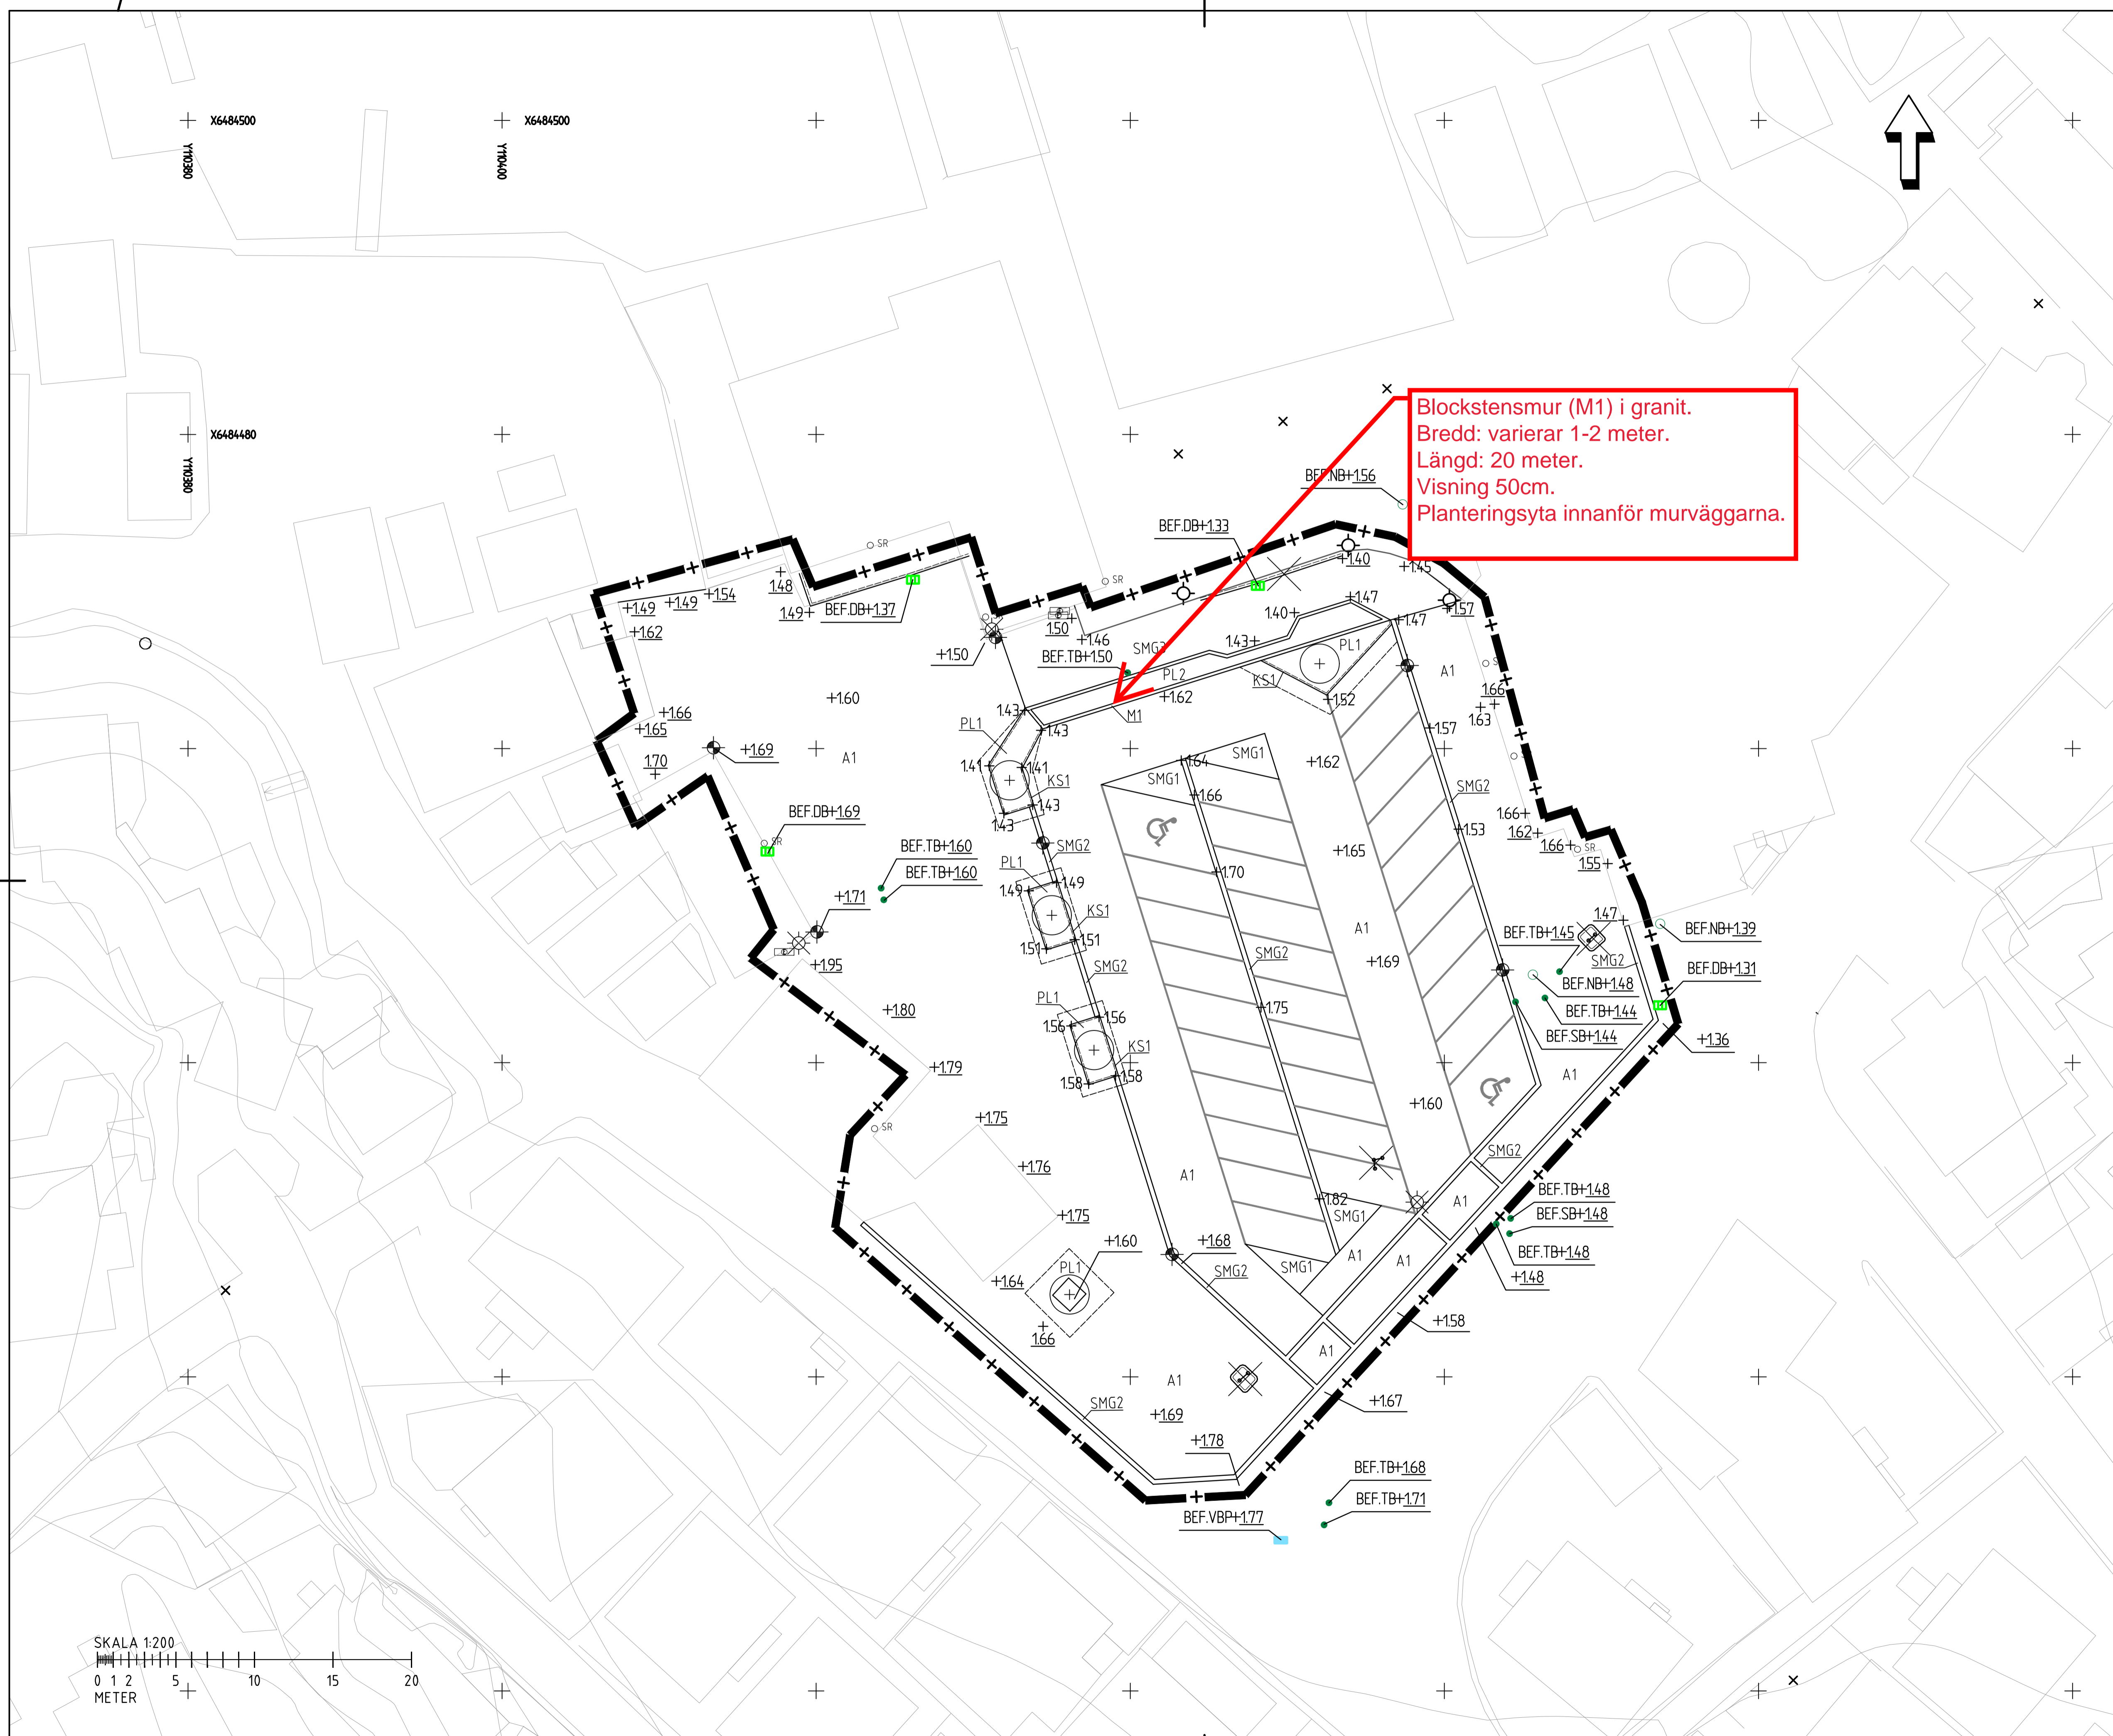 X6484500
X6484500
Y110380
Y110400
X6484480
Y110380
Blockstensmur (M1) i granit.
Bredd: varierar 1-2 meter.
Längd: 20 meter.
Visning 50cm.
Planteringsyta innanför murväggarna.
BEF.NB+1.56
BEF.DB+1.33
SR
+1.40
+1.45
1.48
+1.49
+1.49
+1.54
1.49+
BEF.DB+1.37
SR
1.50
+1.46
1.40+
+1.47
+1.57
+1.47
+1.62
+1.50
BEF.TB+1.50
SMG3
1.43+
PL1
A1
PL2
KS1
+1.62
+1.52
1.66
1.63
+1.60
+1.66
+1.65
1.43
M1
PL1
+1.43
+1.57
1.70
+1.69
A1
+1.64
SMG1
+1.62
1.41
+1.41
KS1
SMG1
SMG2
+1.66
1.43
+1.43
1.66+
BEF.DB+1.69
SR
SMG2
+1.53
1.62+
1.66+
SR
BEF.TB+1.60
+1.65
1.55+
BEF.TB+1.60
PL1
+1.70
1.49
+1.49
+1.71
KS1
1.47
A1
BEF.TB+1.45
BEF.NB+1.39
1.51
+1.51
SMG2
SMG2
+1.69
SMG2
+1.95
BEF.DB+1.31
BEF.NB+1.48
PL1
+1.80
+1.75
BEF.TB+1.44
1.56
+1.56
BEF.SB+1.44
+1.36
KS1
+1.79
1.58
+1.58
A1
+1.60
+1.75
SR
SMG2
+1.76
A1
BEF.TB+1.48
+1.82
A1
+1.75
SMG1
BEF.SB+1.48
+1.60
+1.68
A1
A1
BEF.TB+1.48
PL1
SMG1
+1.64
SMG2
+1.48
+1.58
1.66
A1
A1
SMG2
+1.67
+1.69
+1.78
BEF.TB+1.68
BEF.TB+1.71
BEF.VBP+1.77
SKALA 1:200
0 1 2 5 10 15 20
METER